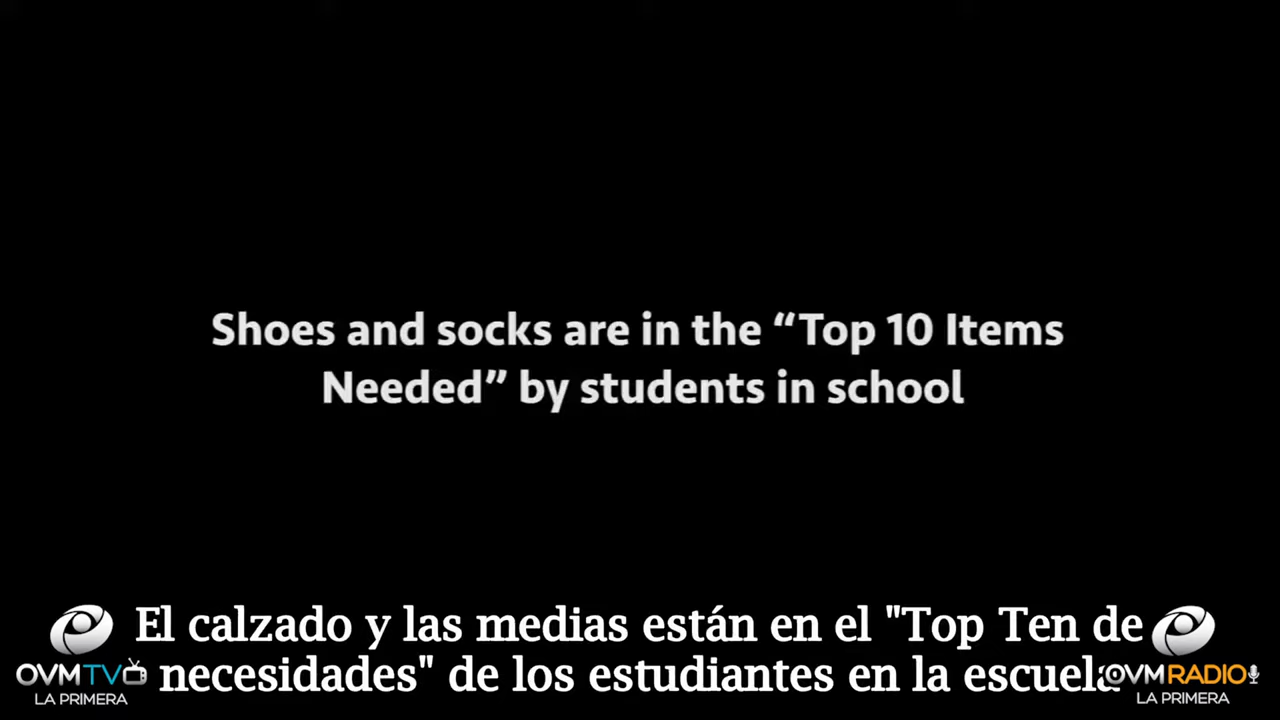 Shoes and socks are in the “Top 10 Items
Needed” by students in school
El calzado y las medias están en el "Top Ten de
necesidades" de los estudiantes en la escuela
OVMTV
LA PRIMERA
OVMRADIO
LA PRIMERA